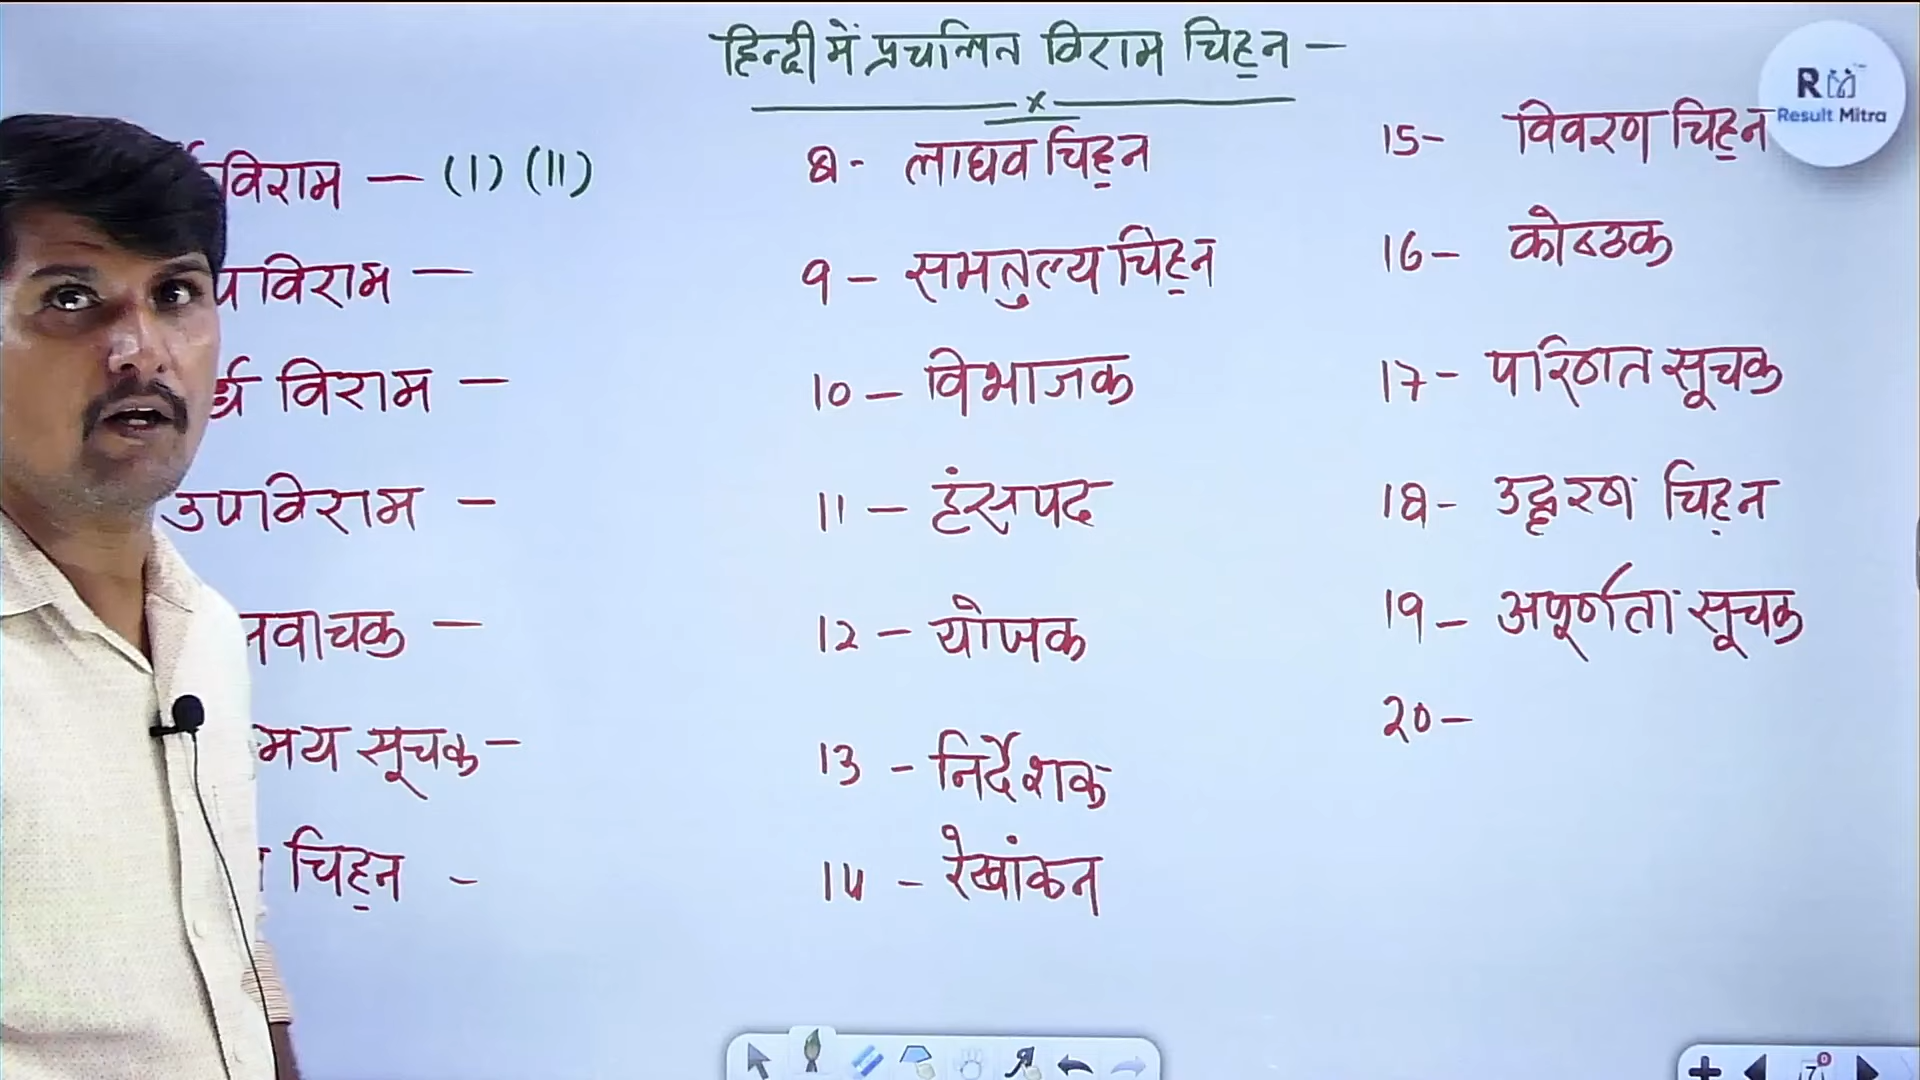 हिन्दी में प्रचलित विराम चिह्न —
विराम — (।) (॥)
विराम —
विराम —
उपविराम -
वाचक —
सूचक -
चिह्न -
8- लाघव चिह्न
9 - समतुल्य चिह्न
10 - विभाजक
11 - हंसपद
12 - योजक
13 - निर्देशक
14 - रेखांकन
15- विवरण चिह्न
16- कोष्ठक
17- परिणित सूचक
18- उद्धरण चिह्न
19 - अपूर्णता सूचक
20-
RM
Result Mitra